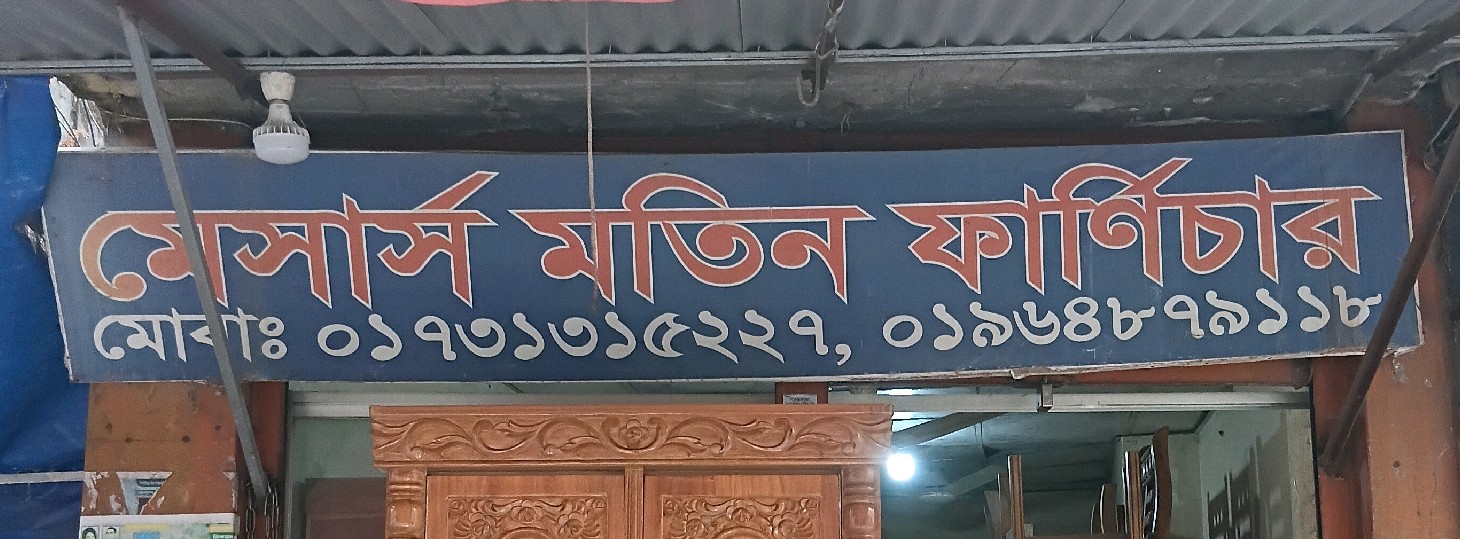 মেসার্স মতিন ফার্ণিচার
মোবাঃ ০১৭৩১৩১৫২২৭, ০১৯৬৪৮৭৯১১৮